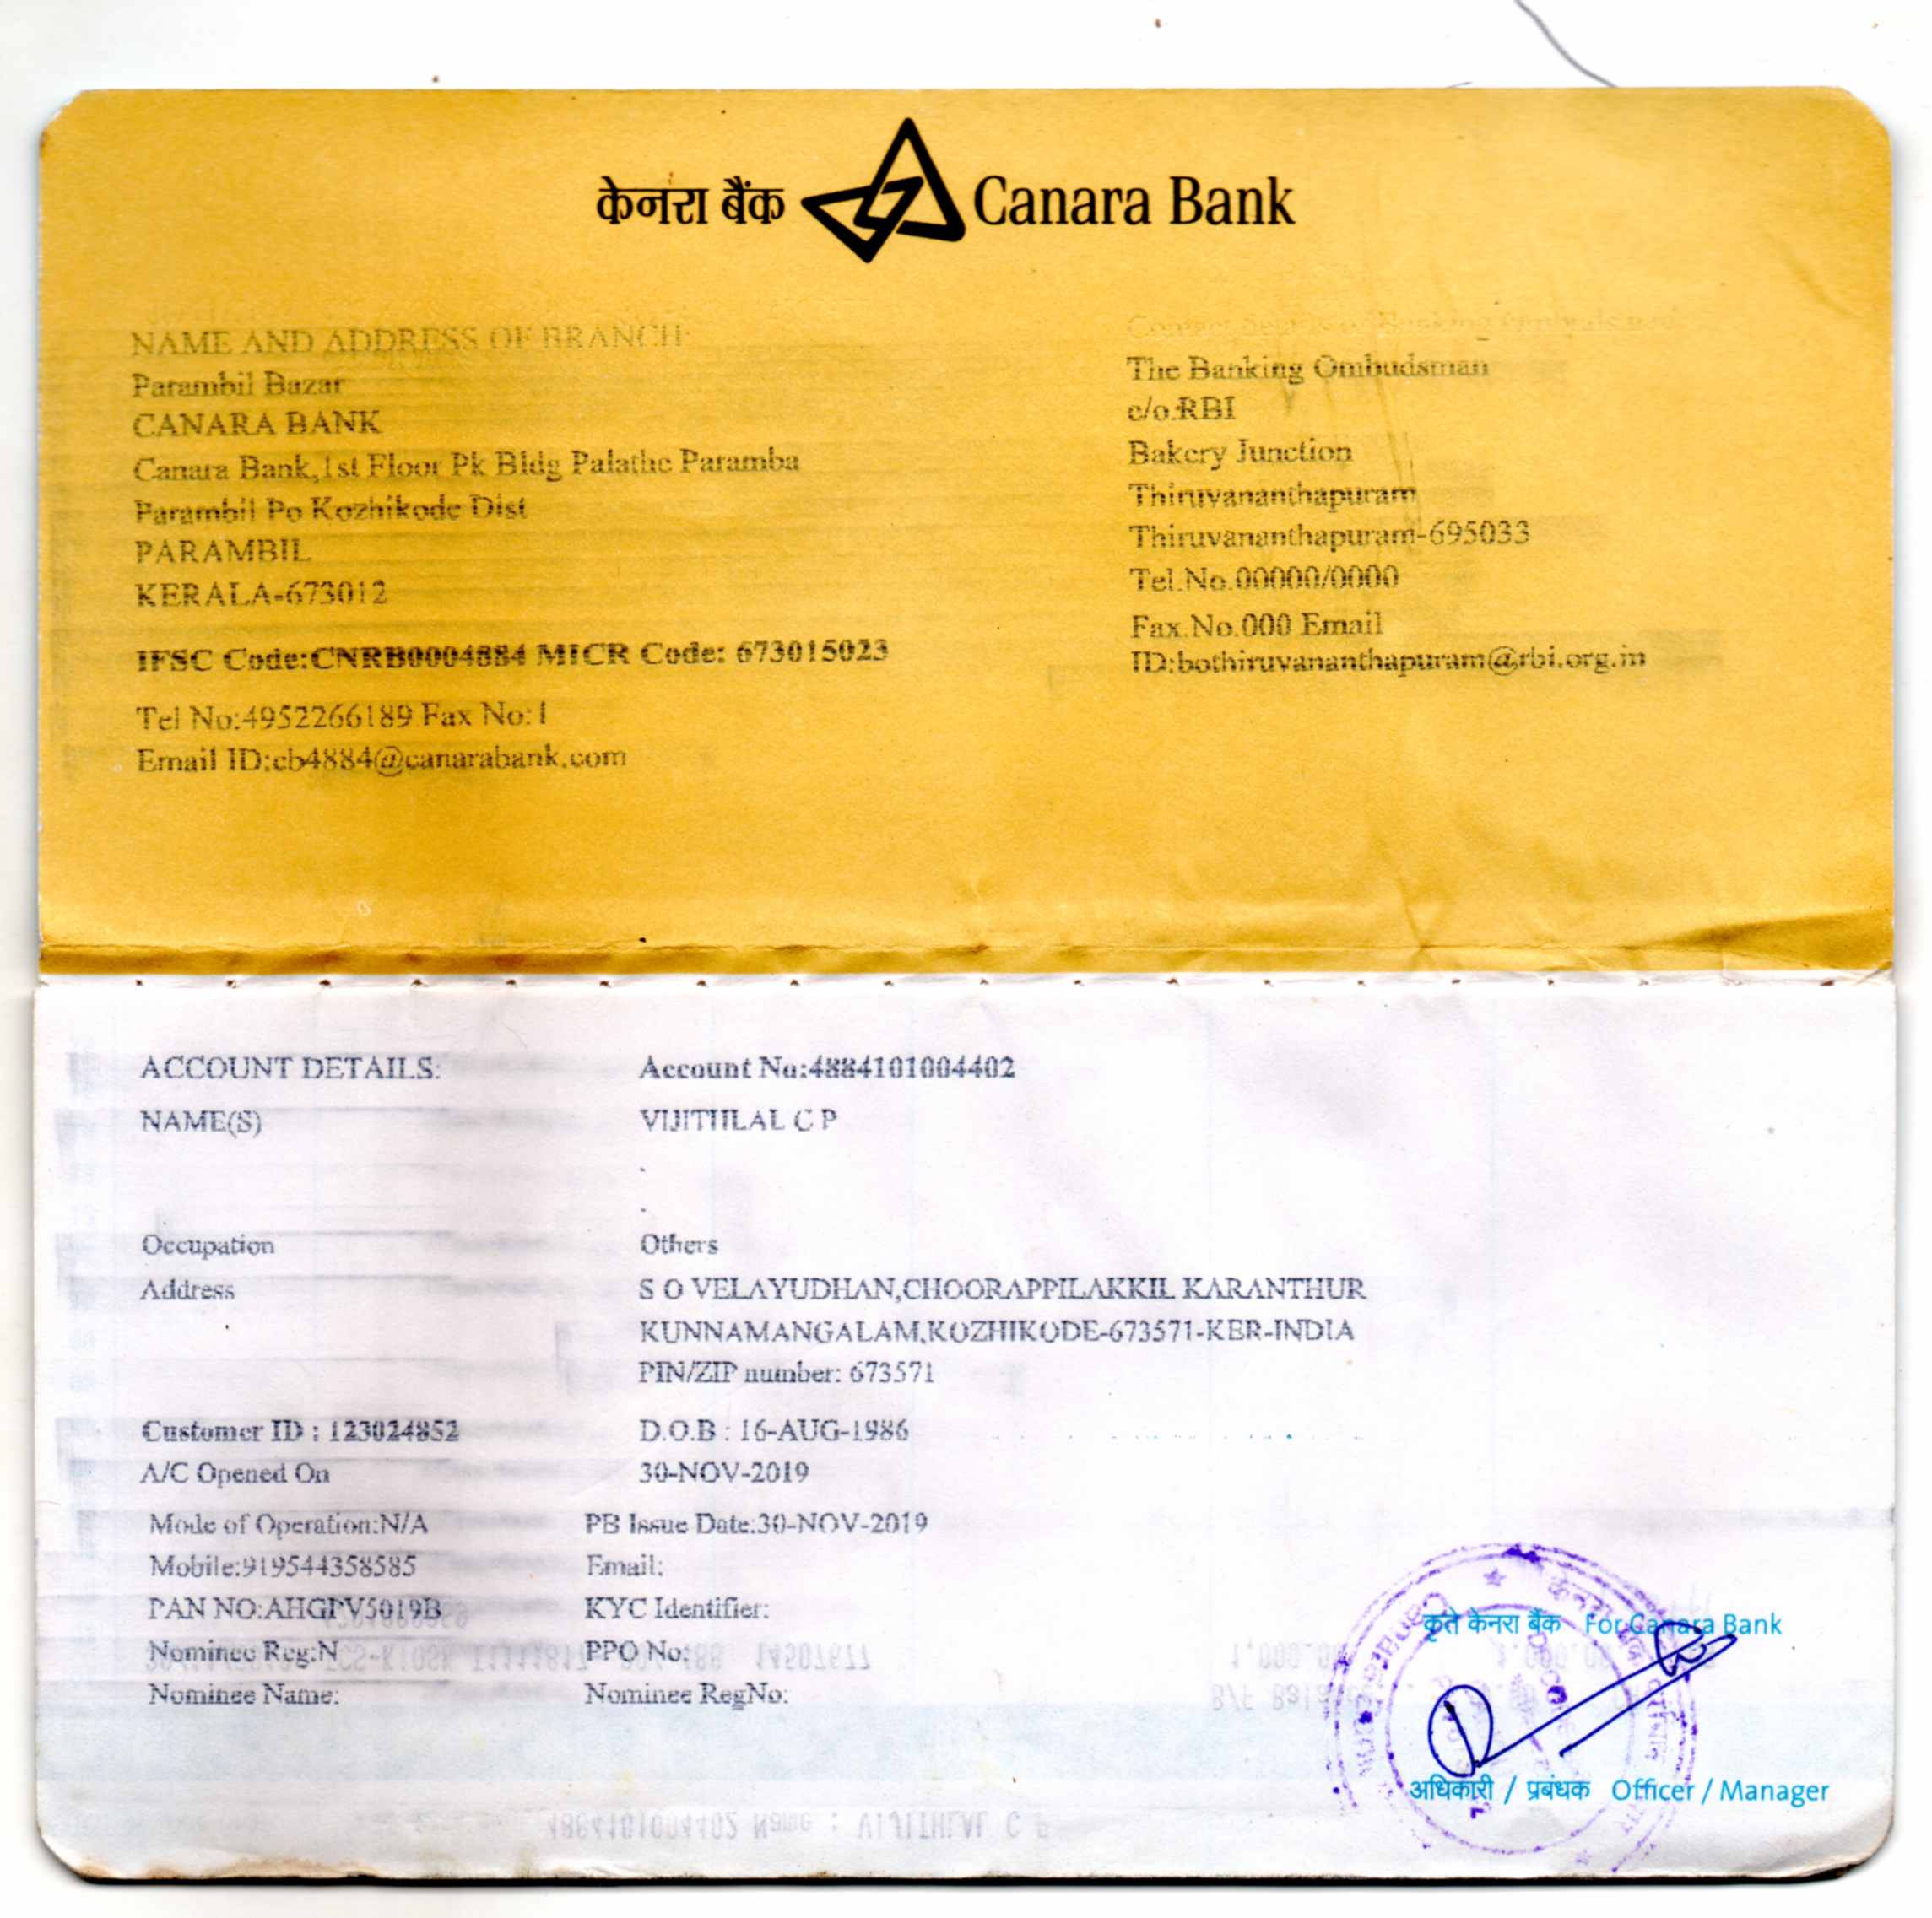 केनरा बैंक Canara Bank
NAME AND ADDRESS OF BRANCH
Parambil Bazar
CANARA BANK
Canara Bank,1st Floor Pk Bldg Palathe Paramba
Parambil Po Kozhikode Dist
PARAMBIL
KERALA-673012
IFSC Code:CNRB0004884 MICR Code: 673015023
Tel No:4952266189 Fax No:1
Email ID:cb4884@canarabank.com
The Banking Ombudsman
c/o.RBI
Bakery Junction
Thiruvananthapuram
Thiruvananthapuram-695033
Tel.No.00000/0000
Fax.No.000 Email
ID:bothiruvananthapuram@rbi.org.in
ACCOUNT DETAILS: Account No:4884101004402
NAME(S) VIJITHLAL C P
Occupation Others
Address S O VELAYUDHAN,CHOORAPPILAKKIL KARANTHUR
KUNNAMANGALAM,KOZHIKODE-673571-KER-INDIA
PIN/ZIP number: 673571
Customer ID : 123024852 D.O.B : 16-AUG-1986
A/C Opened On 30-NOV-2019
Mode of Operation:N/A PB Issue Date:30-NOV-2019
Mobile:919544358585 Email:
PAN NO:AHGPV5019B KYC Identifier:
Nominee Reg:N PPO No:
Nominee Name: Nominee RegNo:
कृते केनरा बैंक For Canara Bank
अधिकारी / प्रबंधक Officer / Manager